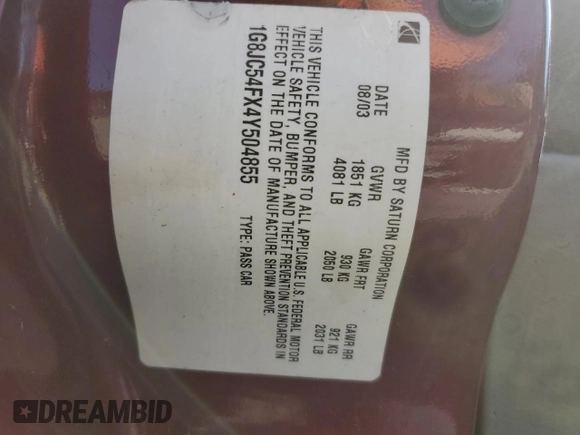 MFD BY SATURN CORPORATION
DATE GVWR GAWR FRT GAWR RR
08/03 1851 KG 930 KG 921 KG
4081 LB 2050 LB 2031 LB
THIS VEHICLE CONFORMS TO ALL APPLICABLE U.S. FEDERAL MOTOR
VEHICLE SAFETY, BUMPER, AND THEFT PREVENTION STANDARDS IN
EFFECT ON THE DATE OF MANUFACTURE SHOWN ABOVE.
1G8JC54FX4Y504855 TYPE: PASS CAR
DREAMBID